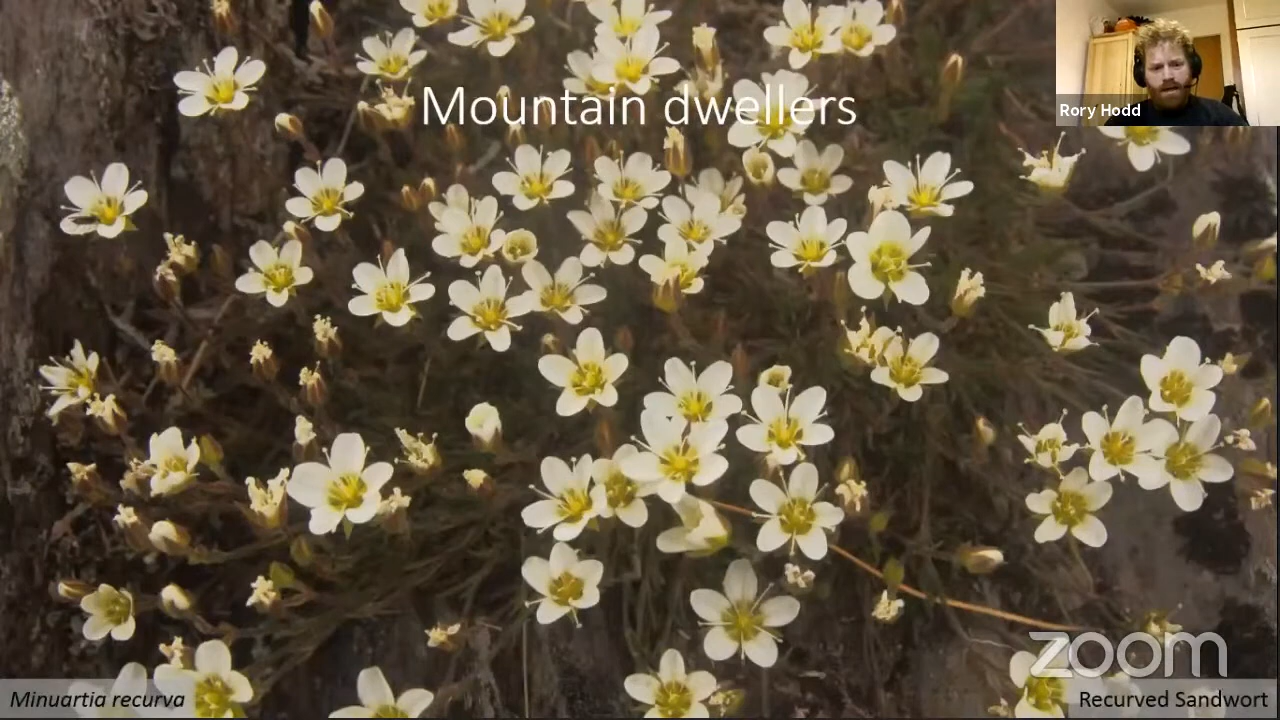 Mountain dwellers
Rory Hodd
zoom
Minuartia recurva
Recurved Sandwort